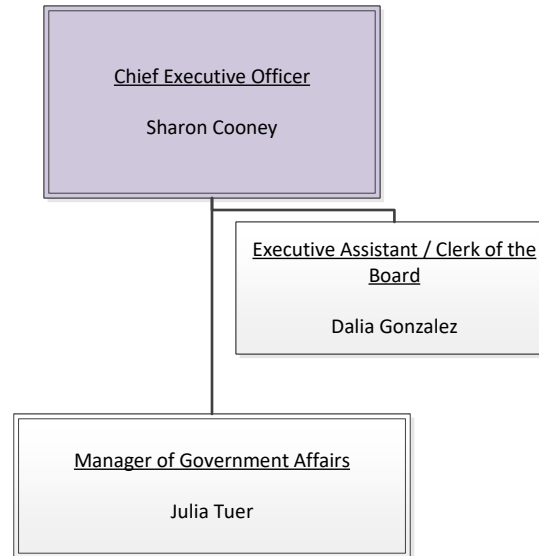 Chief Executive Officer
Sharon Cooney
Executive Assistant / Clerk of the
Board
Dalia Gonzalez
Manager of Government Affairs
Julia Tuer